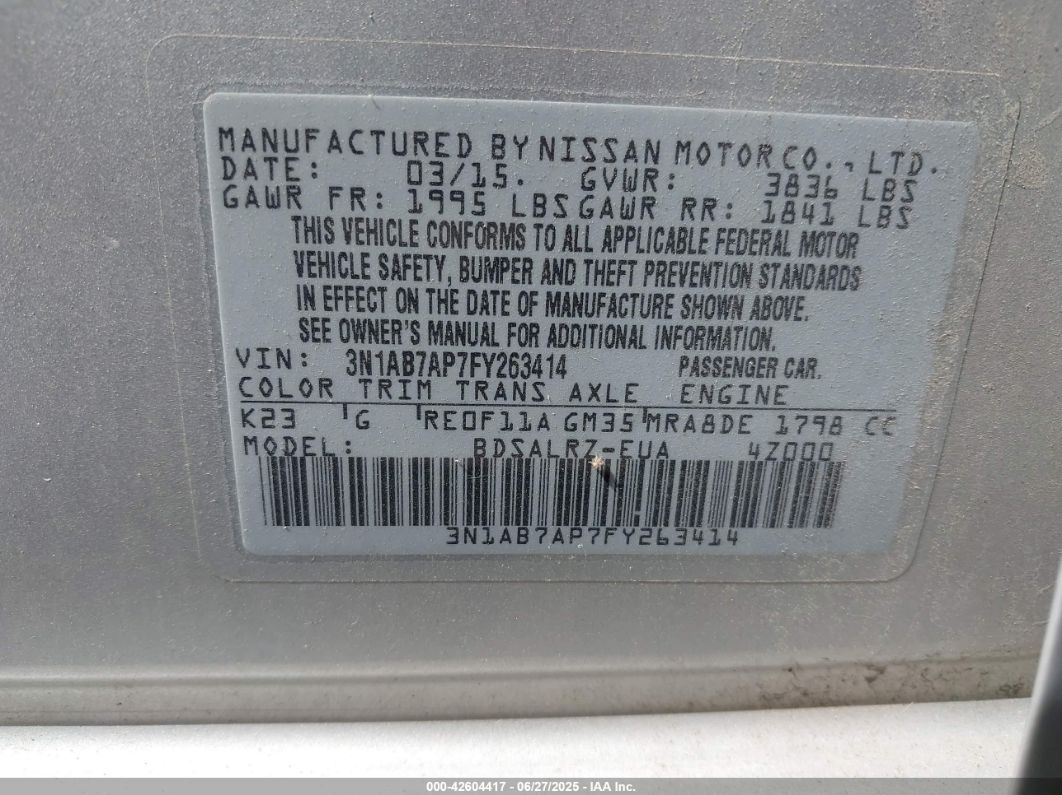 MANUFACTURED BY NISSAN MOTOR CO., LTD.
DATE: 03/15. GVWR: 3836 LBS
GAWR FR: 1995 LBS GAWR RR: 1841 LBS
THIS VEHICLE CONFORMS TO ALL APPLICABLE FEDERAL MOTOR
VEHICLE SAFETY, BUMPER AND THEFT PREVENTION STANDARDS
IN EFFECT ON THE DATE OF MANUFACTURE SHOWN ABOVE.
SEE OWNER'S MANUAL FOR ADDITIONAL INFORMATION.
VIN: 3N1AB7AP7FY263414 PASSENGER CAR.
COLOR TRIM TRANS AXLE ENGINE
K23 G RE0F11A GM35 MRA8DE 1798 CC
MODEL: BDSALRZ-EUA 4Z000
3N1AB7AP7FY263414
000-42604417 - 06/27/2025 - IAA Inc.